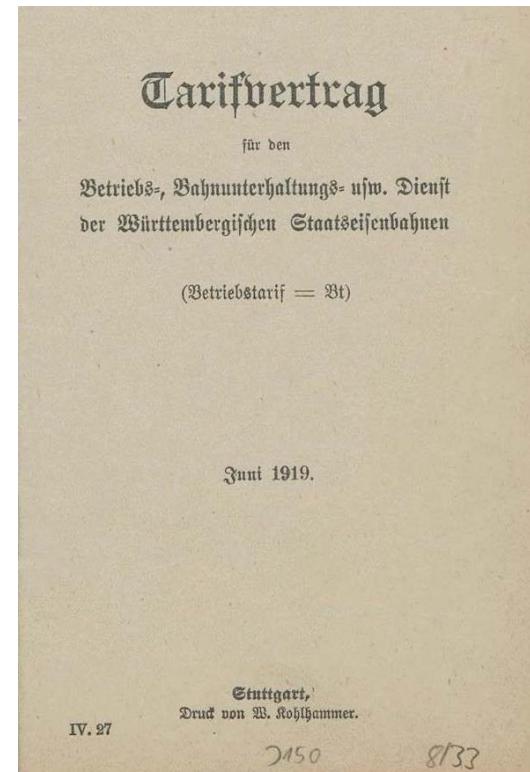 Tarifvertrag
für den
Betriebs-, Bahnunterhaltungs- usw. Dienst
der Württembergischen Staatseisenbahnen
(Betriebstarif = Bt)
Juni 1919.
Stuttgart,
Druck von W. Kohlhammer.
IV. 27
J150 8/33